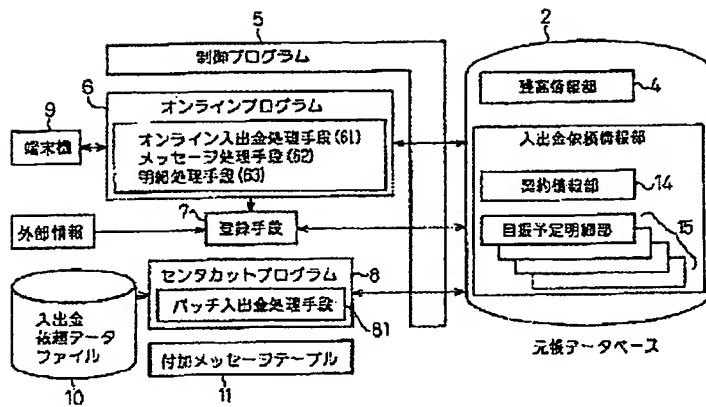 5
制御プログラム
2
6
オンラインプログラム
残高情報部
4
9
端末機
オンライン入出金処理手段(61)
メッセージ処理手段(62)
明細処理手段(63)
入出金依頼情報部
契約情報部
14
7
外部情報
登録手段
自振予定明細部
15
センタカットプログラム
8
バッチ入出金処理手段
81
入出金
依頼データ
ファイル
付加メッセージテーブル
元帳データベース
10
11